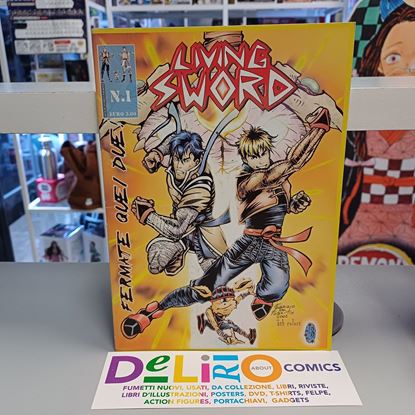 LIVING
SWORD
N.1
EURO 3.00
FERMATE QUEI DUE
DELiRIO
ABOUT
COMICS
FUMETTI NUOVI, USATI, DA COLLEZIONE, LIBRI, RIVISTE,
LIBRI D'ILLUSTRAZIONI, POSTERS, DVD, T-SHIRTS, FELPE,
ACTION FIGURES, PORTACHIAVI, GADGETS
DEMON